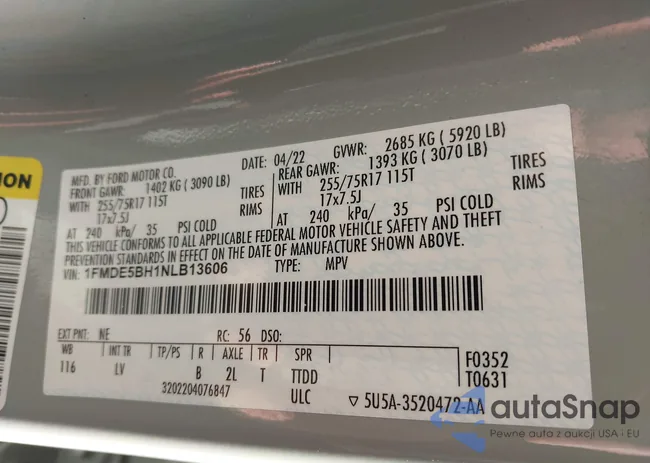 NION
MFD. BY FORD MOTOR CO.
DATE: 04/22 GVWR: 2685 KG ( 5920 LB)
FRONT GAWR: 1402 KG ( 3090 LB)
REAR GAWR: 1393 KG ( 3070 LB)
WITH 255/75R17 115T TIRES
WITH 255/75R17 115T TIRES
17x7.5J RIMS
17x7.5J RIMS
AT 240 kPa/ 35 PSI COLD
AT 240 kPa/ 35 PSI COLD
THIS VEHICLE CONFORMS TO ALL APPLICABLE FEDERAL MOTOR VEHICLE SAFETY AND THEFT
PREVENTION STANDARDS IN EFFECT ON THE DATE OF MANUFACTURE SHOWN ABOVE.
VIN: 1FMDE5BH1NLB13606 TYPE: MPV
EXT PNT: NE RC: 56 DSO:
WB INT TR TP/PS R AXLE TR SPR
116 LV B 2L T TTDD
F0352
T0631
3202204076847 ULC ▽ 5U5A-3520472-AA
autaSnap
Pewne auta z aukcji USA · EU